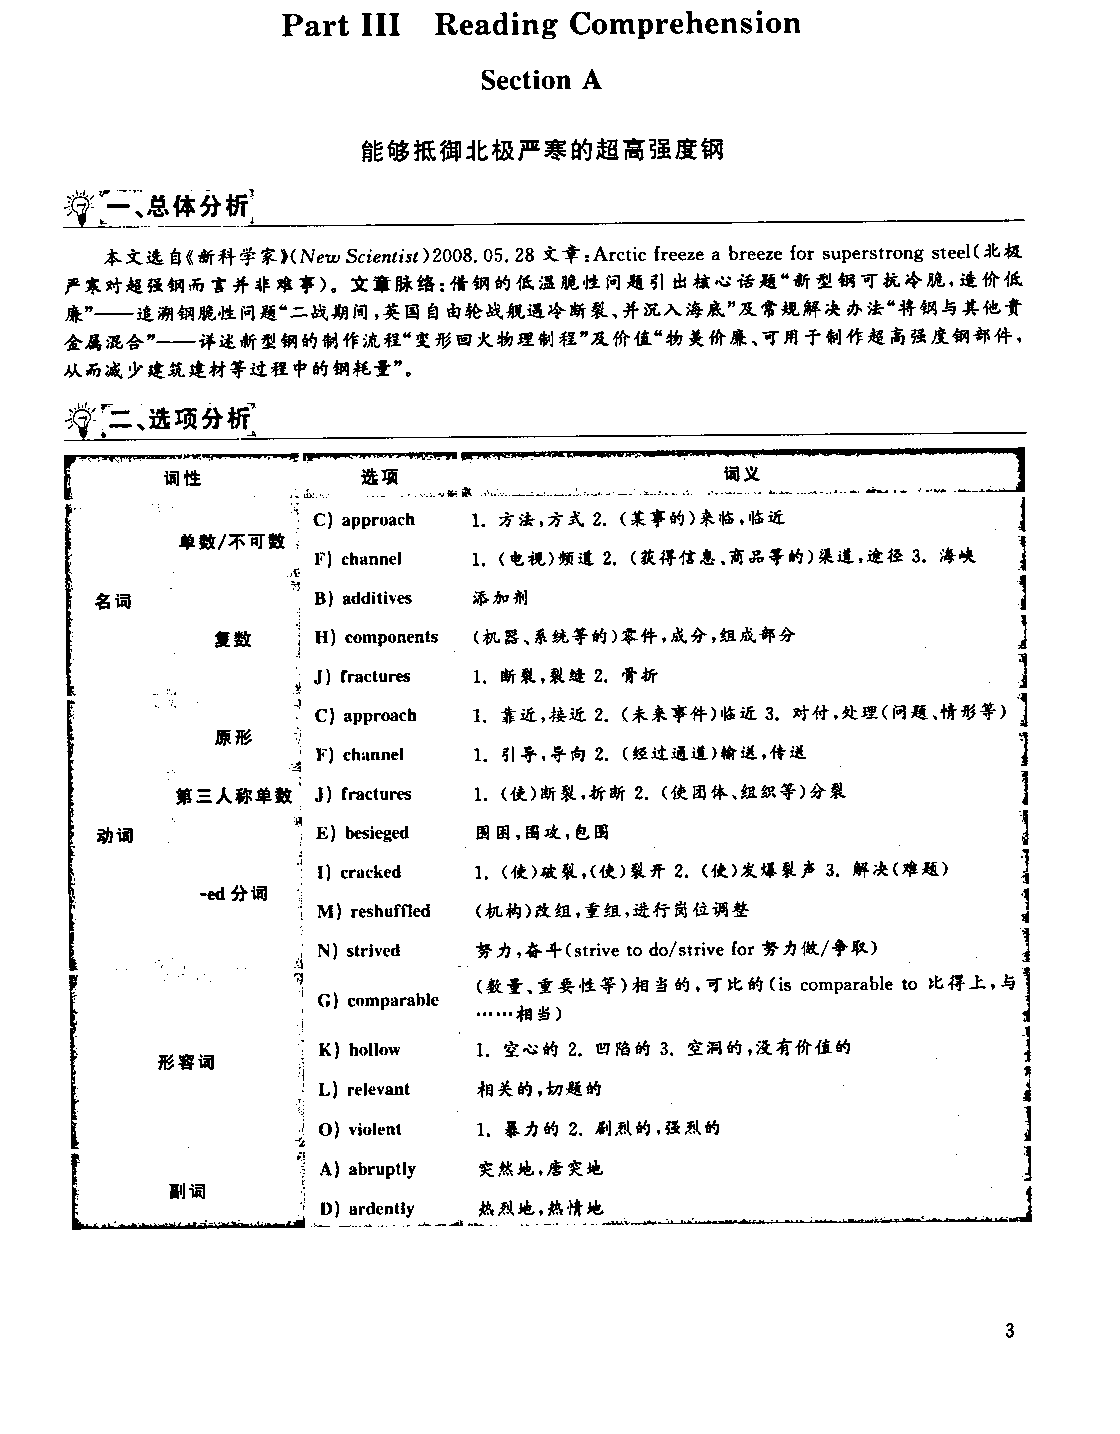 Part III Reading Comprehension
Section A
能够抵御北极严寒的超高强度钢
一、总体分析
本文选自《新科学家》(New Scientist)2008.05.28 文章:Arctic freeze a breeze for superstrong steel(北极
严寒对超强钢而言并非难事)。文章脉络:借钢的低温脆性问题引出核心话题“新型钢可抗冷脆,造价低
廉”——追溯钢脆性问题“二战期间,英国自由轮战舰遇冷断裂、并沉入海底”及常规解决办法“将钢与其他贵
金属混合”——详述新型钢的制作流程“变形回火物理制程”及价值“物美价廉、可用于制作超高强度钢部件,
从而减少建筑建材等过程中的钢耗量”。
二、选项分析
词性 选项 词义
名词 单数/不可数 C) approach 1. 方法,方式 2. (某事的)来临,临近
F) channel 1. (电视)频道 2. (获得信息、商品等的)渠道,途径 3. 海峡
复数 B) additives 添加剂
H) components (机器、系统等的)零件,成分,组成部分
J) fractures 1. 断裂,裂缝 2. 骨折
动词 原形 C) approach 1. 靠近,接近 2. (未来事件)临近 3. 对付,处理(问题、情形等)
F) channel 1. 引导,导向 2. (经过通道)输送,传送
第三人称单数 J) fractures 1. (使)断裂,折断 2. (使团体、组织等)分裂
-ed 分词 E) besieged 围困,围攻,包围
I) cracked 1. (使)破裂,(使)裂开 2. (使)发爆裂声 3. 解决(难题)
M) reshuffled (机构)改组,重组,进行岗位调整
N) strived 努力,奋斗(strive to do/strive for 努力做/争取)
形容词 G) comparable (数量、重要性等)相当的,可比的(is comparable to 比得上,与
……相当)
K) hollow 1. 空心的 2. 凹陷的 3. 空洞的,没有价值的
L) relevant 相关的,切题的
O) violent 1. 暴力的 2. 剧烈的,强烈的
副词 A) abruptly 突然地,唐突地
D) ardently 热烈地,热情地
3